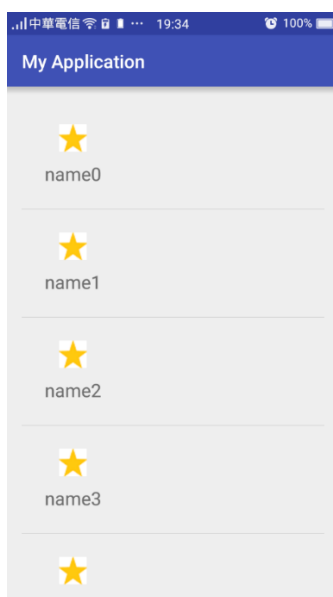 中華電信 ... 19:34 100%
My Application
name0
name1
name2
name3